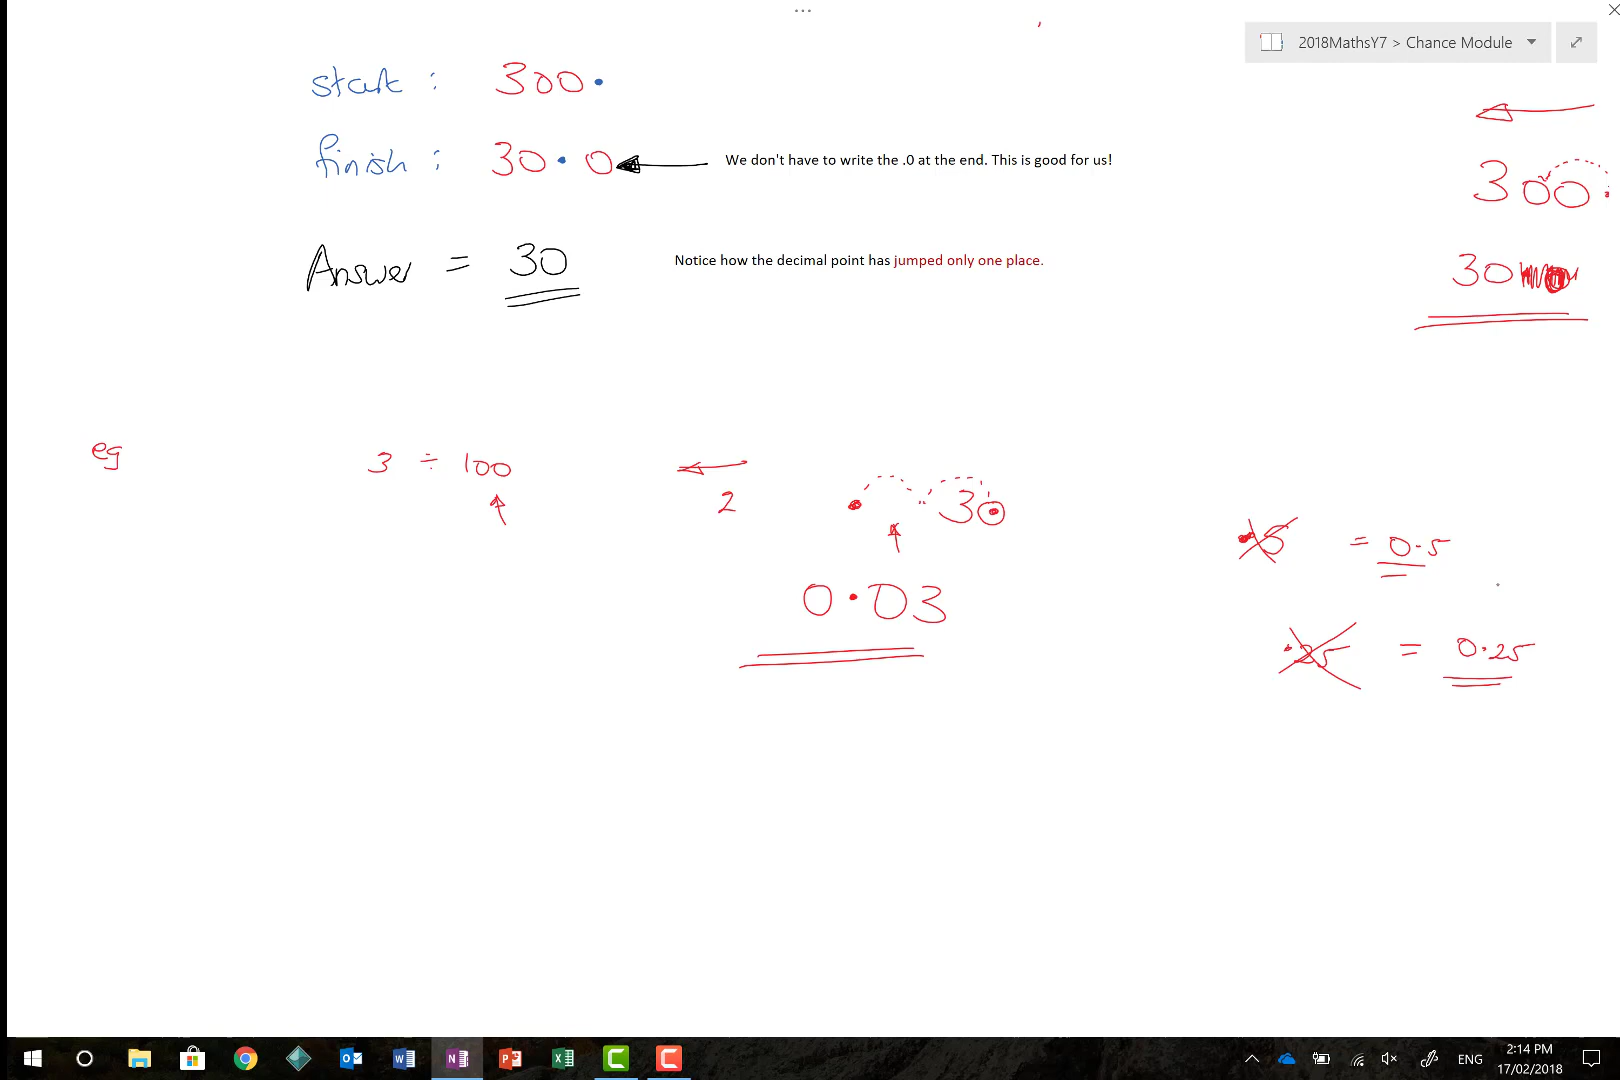 2018MathsY7 > Chance Module
start : 300.
finish : 30.0
We don't have to write the .0 at the end. This is good for us!
300
Answer = 30
Notice how the decimal point has jumped only one place.
30
eg
3 ÷ 100
2
.30
0.03
.5 = 0.5
.25 = 0.25
ENG
2:14 PM
17/02/2018